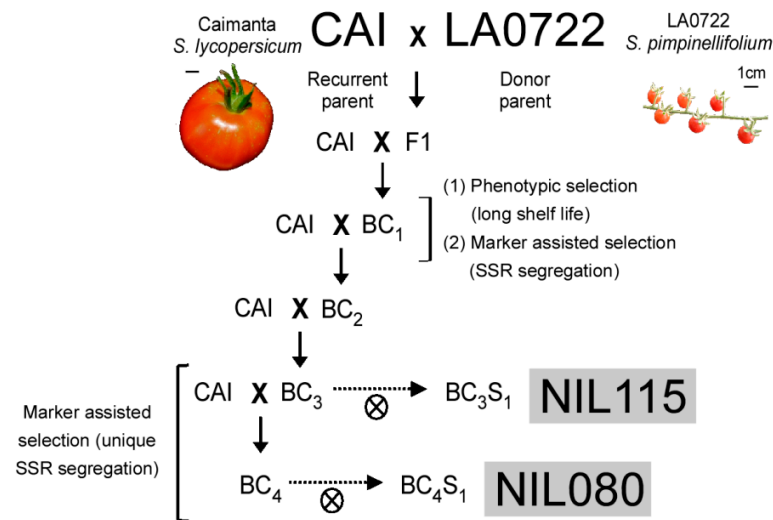 Caimanta
S. lycopersicum
CAI x LA0722
LA0722
S. pimpinellifolium
1cm
Recurrent
parent
Donor
parent
CAI X F1
(1) Phenotypic selection
(long shelf life)
CAI X BC1
(2) Marker assisted selection
(SSR segregation)
CAI X BC2
CAI X BC3
BC3S1
NIL115
Marker assisted
selection (unique
SSR segregation)
BC4
BC4S1
NIL080